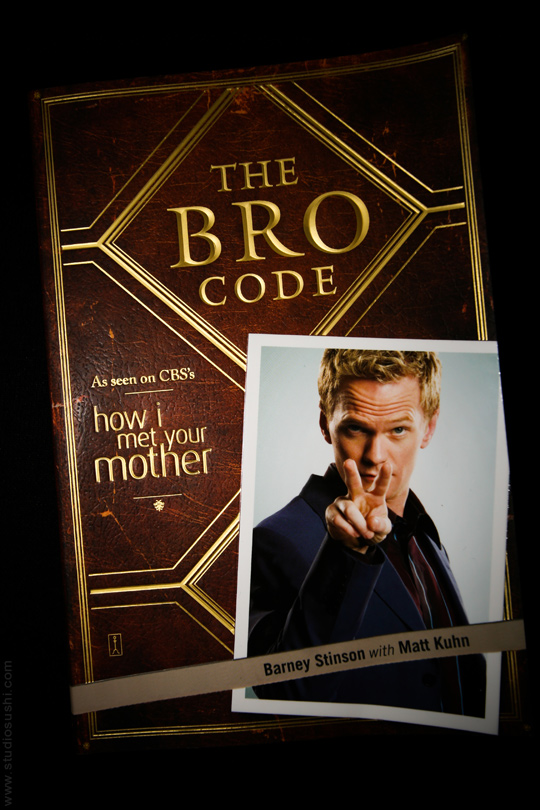 THE
BRO
CODE
As seen on CBS's
how i
met your
mother
Barney Stinson with Matt Kuhn
www.studiosushi.com